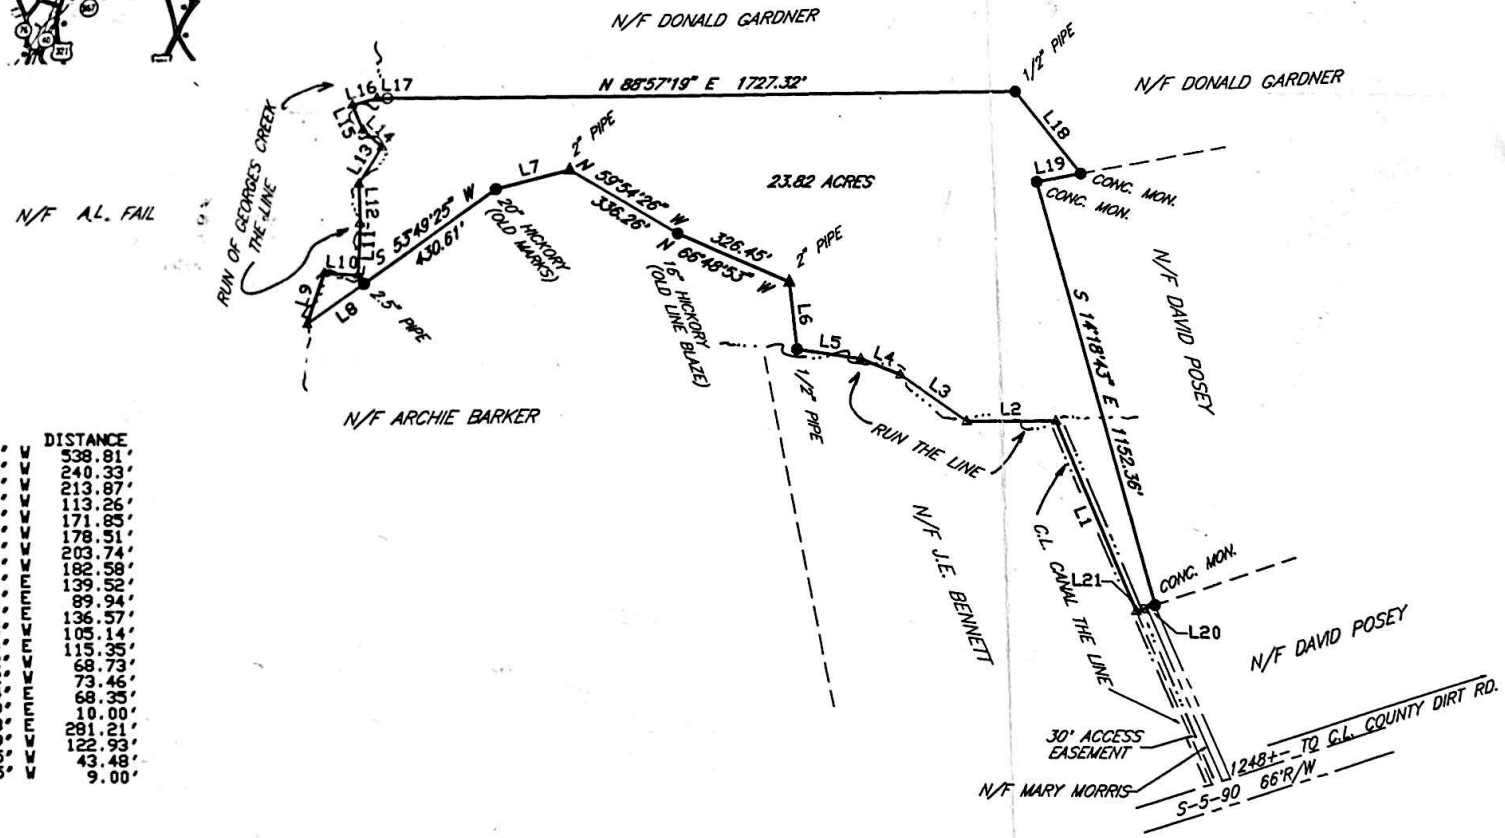 N/F DONALD GARDNER
1/2" PIPE
N/F DONALD GARDNER
L16
L17
N 88°57'19" E 1727.32'
L15
L14
L18
RUN OF GEORGES CREEK
THE LINE
L13
L7
2" PIPE
N 59°54'26" W
336.26'
23.82 ACRES
L19
CONC. MON.
CONC. MON.
N/F A.L. FAIL
L11-L12
S 53°49'25" W
430.61'
20" HICKORY
(OLD MARKS)
326.45'
N 66°48'53" W
2" PIPE
L10
L9
L8
2.5" PIPE
16" HICKORY
(OLD LINE BLAZE)
L6
N/F DAVID POSEY
S 14°18'43" E 1152.36'
L5
L4
L3
L2
1/2" PIPE
RUN THE LINE
N/F ARCHIE BARKER
L1
N/F J.E. BENNETT
C.L. CANAL THE LINE
L21
CONC. MON.
L20
N/F DAVID POSEY
30' ACCESS
EASEMENT
N/F MARY MORRIS
1248+- TO C.L. COUNTY DIRT RD.
S-5-90 66'R/W
DISTANCE
W 538.81'
W 240.33'
W 213.87'
W 113.26'
W 171.85'
W 178.51'
W 203.74'
W 182.58'
E 139.52'
E 89.94'
E 136.57'
E 105.14'
E 115.35'
W 68.73'
W 73.46'
E 68.35'
E 10.00'
E 281.21'
W 122.93'
W 43.48'
W 9.00'